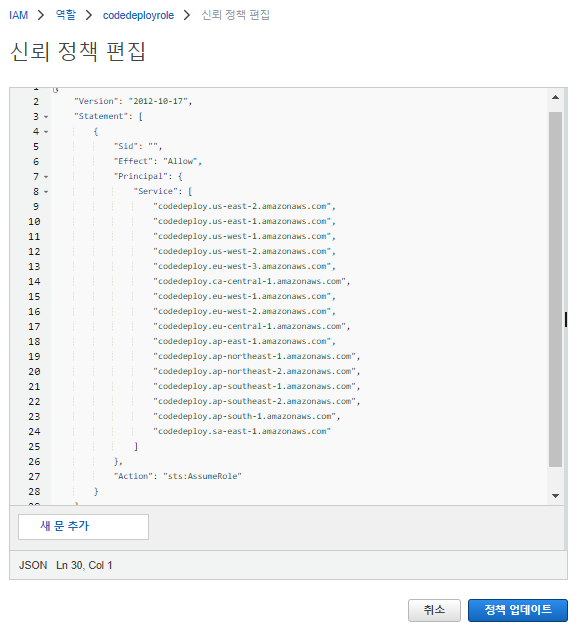 IAM > 역할 > codedeployrole > 신뢰 정책 편집
신뢰 정책 편집
1 {
2 "Version": "2012-10-17",
3 "Statement": [
4 {
5 "Sid": "",
6 "Effect": "Allow",
7 "Principal": {
8 "Service": [
9 "codedeploy.us-east-2.amazonaws.com",
10 "codedeploy.us-east-1.amazonaws.com",
11 "codedeploy.us-west-1.amazonaws.com",
12 "codedeploy.us-west-2.amazonaws.com",
13 "codedeploy.eu-west-3.amazonaws.com",
14 "codedeploy.ca-central-1.amazonaws.com",
15 "codedeploy.eu-west-1.amazonaws.com",
16 "codedeploy.eu-west-2.amazonaws.com",
17 "codedeploy.eu-central-1.amazonaws.com",
18 "codedeploy.ap-east-1.amazonaws.com",
19 "codedeploy.ap-northeast-1.amazonaws.com",
20 "codedeploy.ap-northeast-2.amazonaws.com",
21 "codedeploy.ap-southeast-1.amazonaws.com",
22 "codedeploy.ap-southeast-2.amazonaws.com",
23 "codedeploy.ap-south-1.amazonaws.com",
24 "codedeploy.sa-east-1.amazonaws.com"
25 ]
26 },
27 "Action": "sts:AssumeRole"
28 }
29 ]
새 문 추가
JSON Ln 30, Col 1
취소 정책 업데이트